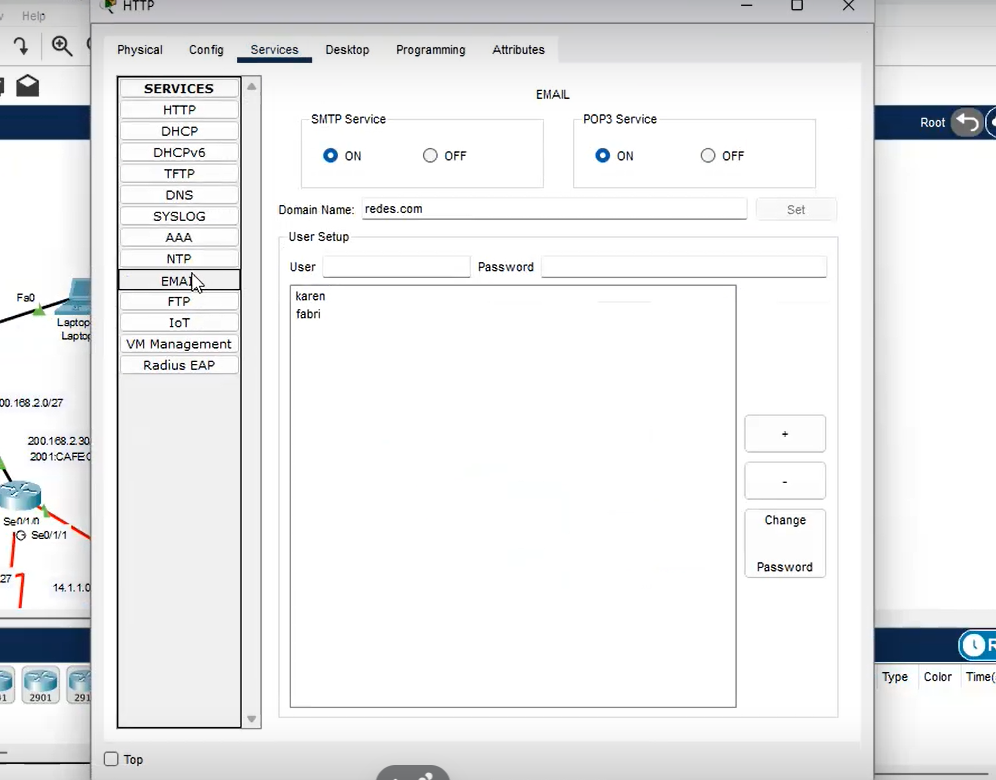 HTTP
Help
Physical Config Services Desktop Programming Attributes
SERVICES
HTTP
DHCP
DHCPv6
TFTP
DNS
SYSLOG
AAA
NTP
EMAIL
FTP
IoT
VM Management
Radius EAP
EMAIL
SMTP Service
ON OFF
POP3 Service
ON OFF
Domain Name: redes.com Set
User Setup
User Password
karen
fabri
+
-
Change
Password
Top
Root
Fa0
Laptop
Laptop
00.168.2.0/27
200.168.2.30
2001:CAFE:
Se0/1/0
Se0/1/1
27
14.1.1.0
41 2901 291
R
Type Color Time(